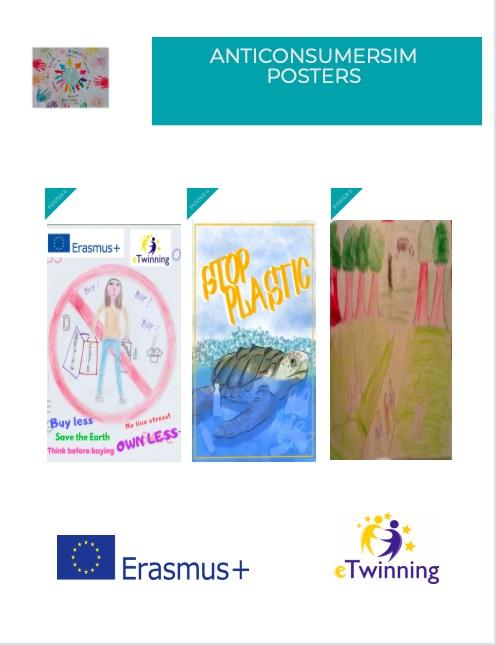 ANTICONSUMERSIM
POSTERS
Erasmus+
eTwinning
BUY!
BUY!
BUY!
Buy less
No live stress!
Save the Earth
OWN LESS
Think before buying
STOP
PLASTIC
Erasmus+
eTwinning